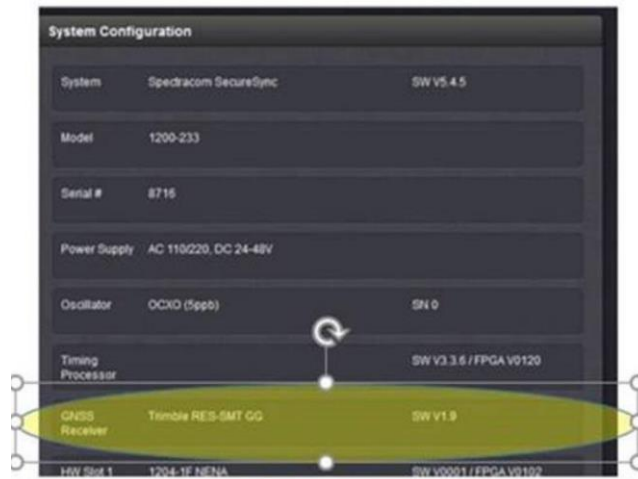 System Configuration
System Spectracom SecureSync SW V5.4.5
Model 1200-233
Serial # 8716
Power Supply AC 110/220, DC 24-48V
Oscillator OCXO (5ppb) SN 0
Timing SW V3.3.6 / FPGA V0120
Processor
GNSS Trimble RES-SMT GG SW V1.9
Receiver
HW Slot 1 1204-1F NENA SW V0001 / FPGA V0102